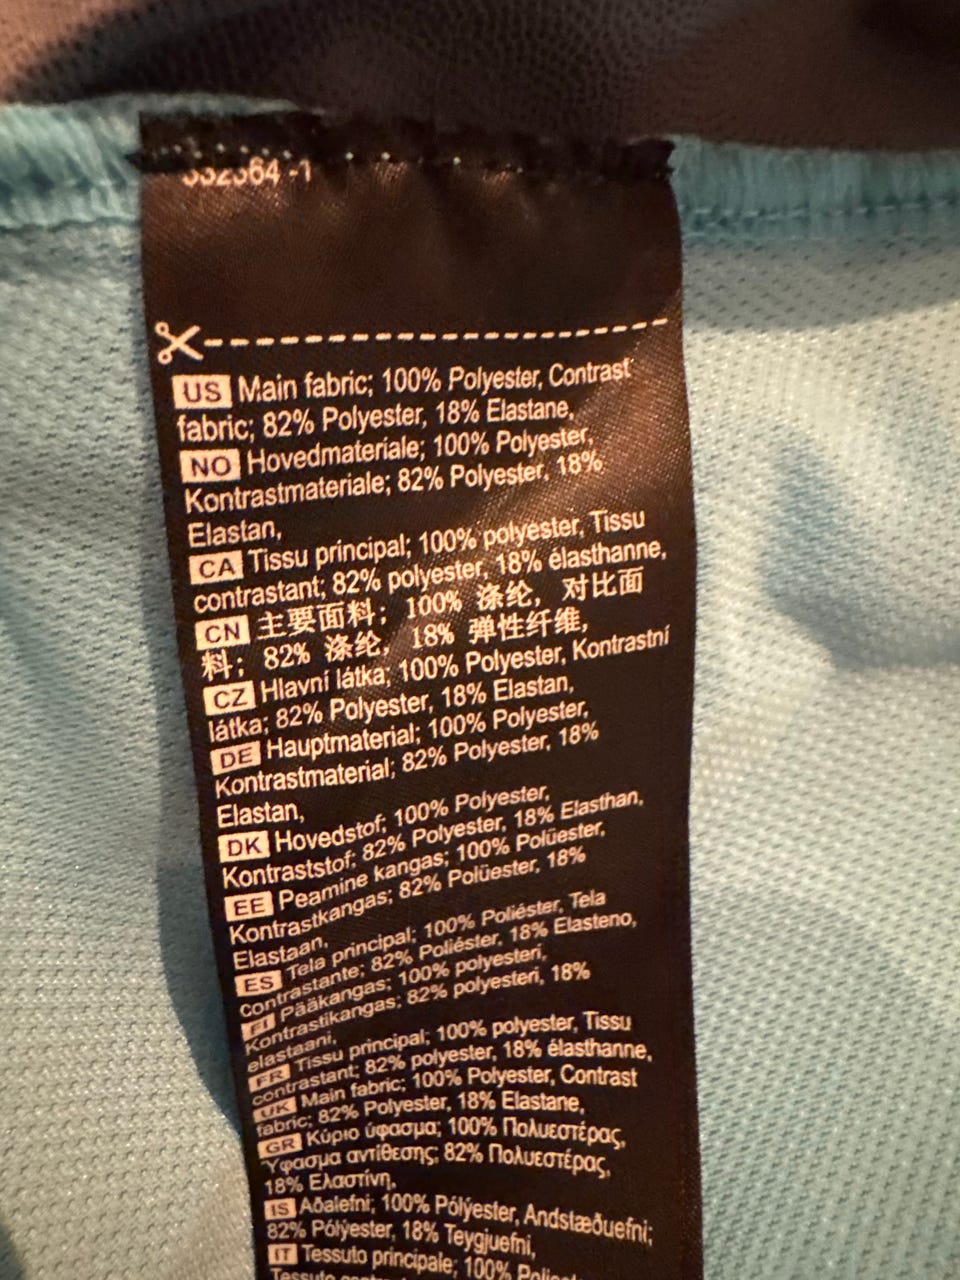 332364 -1
US Main fabric; 100% Polyester, Contrast
fabric; 82% Polyester, 18% Elastane,
NO Hovedmateriale; 100% Polyester,
Kontrastmateriale; 82% Polyester, 18%
Elastan,
CA Tissu principal; 100% polyester, Tissu
contrastant; 82% polyester, 18% élasthanne,
CN 主要面料; 100% 涤纶, 对比面
料; 82% 涤纶, 18% 弹性纤维,
CZ Hlavní látka; 100% Polyester, Kontrastní
látka; 82% Polyester, 18% Elastan,
DE Hauptmaterial; 100% Polyester,
Kontrastmaterial; 82% Polyester, 18%
Elastan,
DK Hovedstof; 100% Polyester,
Kontraststof; 82% Polyester, 18% Elasthan,
EE Peamine kangas; 100% Polüester,
Kontrastkangas; 82% Polüester, 18%
Elastaan,
ES Tela principal; 100% Poliéster, Tela
contrastante; 82% Poliéster, 18% Elasteno,
FI Pääkangas; 100% polyesteri,
Kontrastikangas; 82% polyesteri, 18%
elastaani,
FR Tissu principal; 100% polyester, Tissu
contrastant; 82% polyester, 18% élasthanne,
UK Main fabric; 100% Polyester, Contrast
fabric; 82% Polyester, 18% Elastane,
GR Κύριο ύφασμα; 100% Πολυεστέρας,
Ύφασμα αντίθεσης; 82% Πολυεστέρας,
18% Ελαστίνη,
IS Aðalefni; 100% Pólýester, Andstæðuefni;
82% Pólýester, 18% Teygjuefni,
IT Tessuto principale; 100%
Tessuto